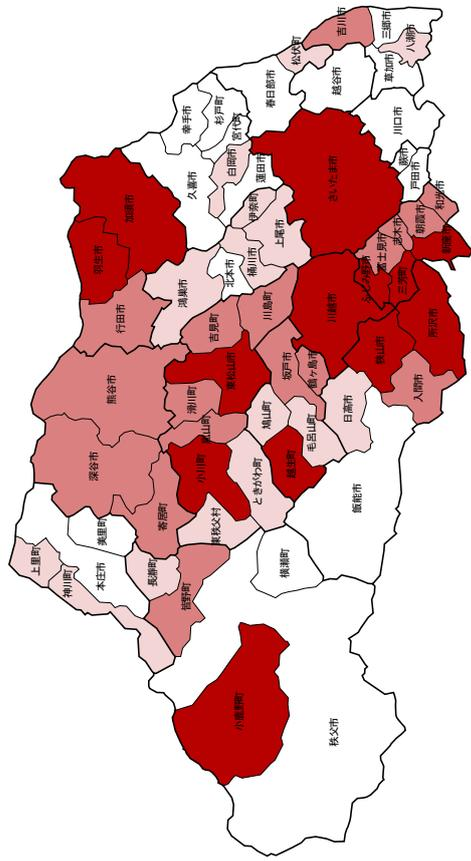 吉川市
三郷市
八潮市
松伏町
草加市
越谷市
春日部市
川口市
幸手市
杉戸町
宮代町
蕨市
戸田市
白岡市
蓮田市
さいたま市
和光市
久喜市
伊奈町
朝霞市
志木市
新座市
加須市
上尾市
富士見市
羽生市
桶川市
北本市
ふじみ野市
三芳町
鴻巣市
川島町
川越市
行田市
吉見町
所沢市
東松山市
坂戸市
鶴ヶ島市
狭山市
熊谷市
滑川町
入間市
嵐山町
鳩山町
日高市
毛呂山町
深谷市
小川町
ときがわ町
越生町
寄居町
飯能市
東秩父村
美里町
上里町
神川町
本庄市
長瀞町
皆野町
横瀬町
小鹿野町
秩父市